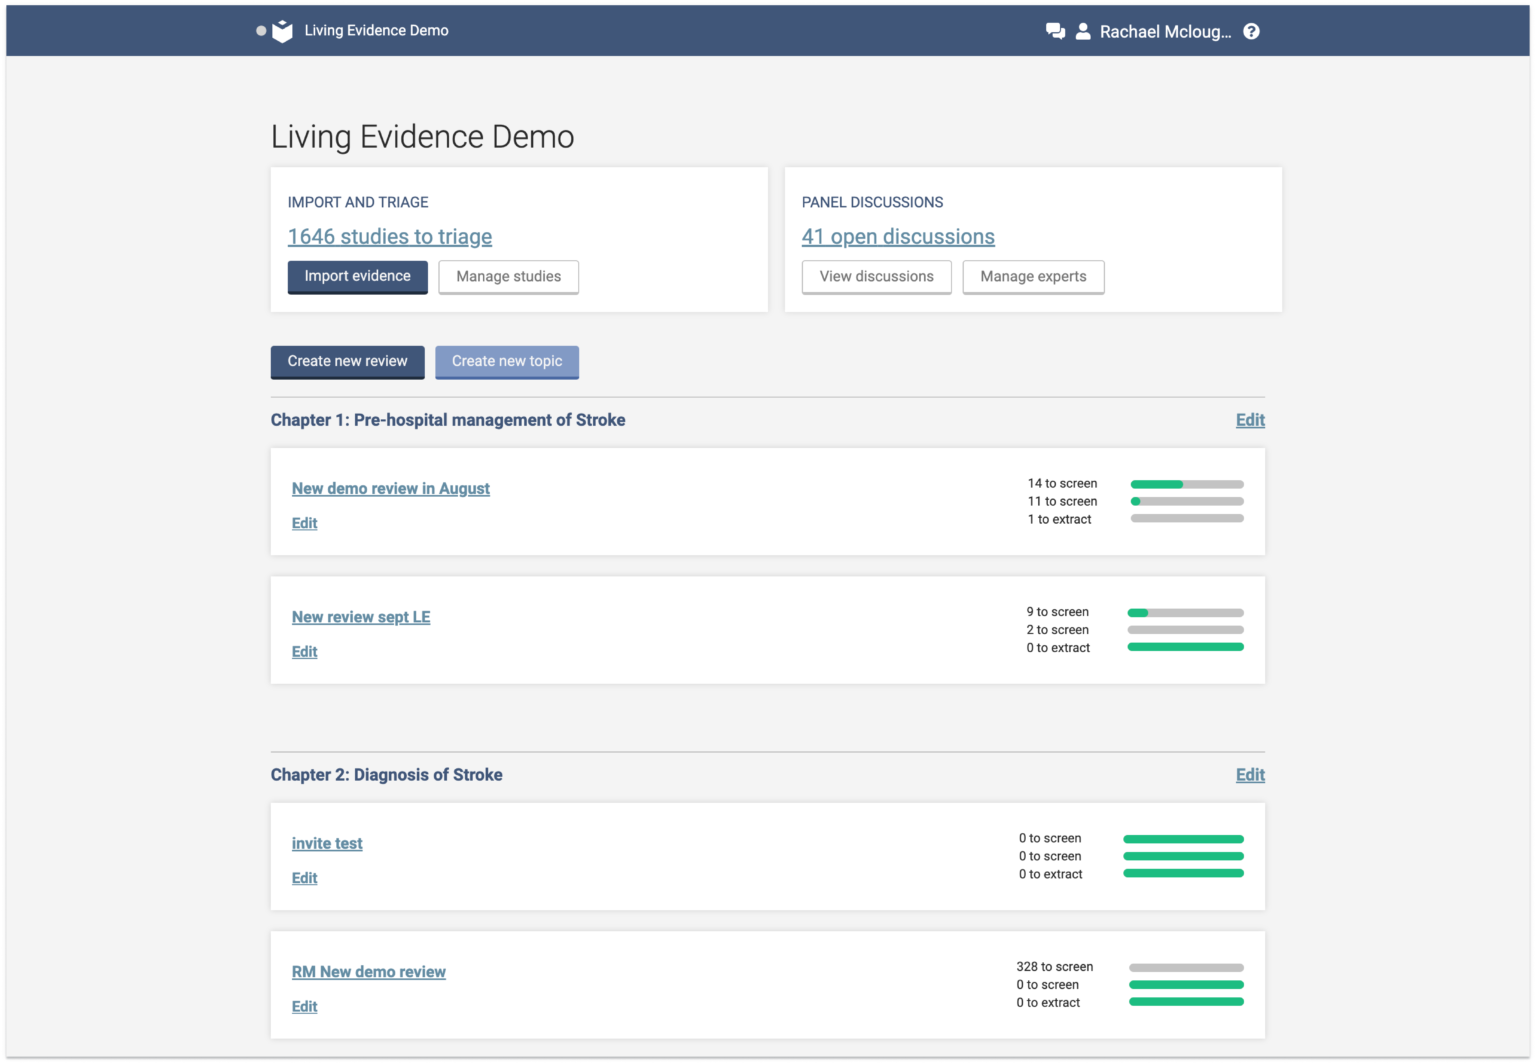 Living Evidence Demo
Rachael Mcloug... ?
Living Evidence Demo
IMPORT AND TRIAGE
1646 studies to triage
Import evidence Manage studies
PANEL DISCUSSIONS
41 open discussions
View discussions Manage experts
Create new review Create new topic
Chapter 1: Pre-hospital management of Stroke Edit
New demo review in August
Edit
14 to screen
11 to screen
1 to extract
New review sept LE
Edit
9 to screen
2 to screen
0 to extract
Chapter 2: Diagnosis of Stroke Edit
invite test
Edit
0 to screen
0 to screen
0 to extract
RM New demo review
Edit
328 to screen
0 to screen
0 to extract